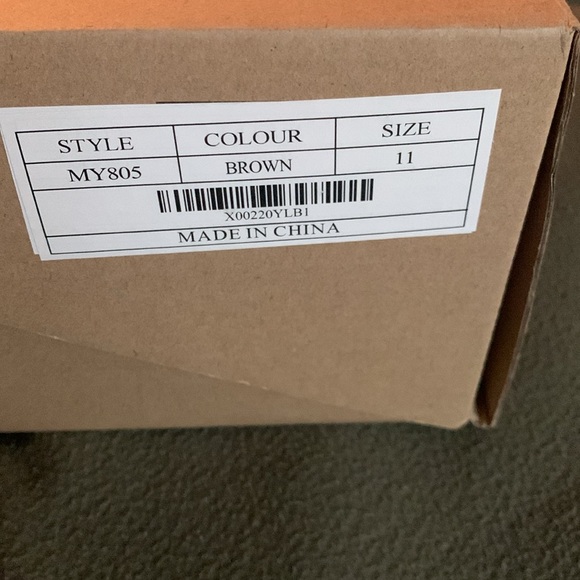 STYLE COLOUR SIZE
MY805 BROWN 11
X00220YLB1
MADE IN CHINA